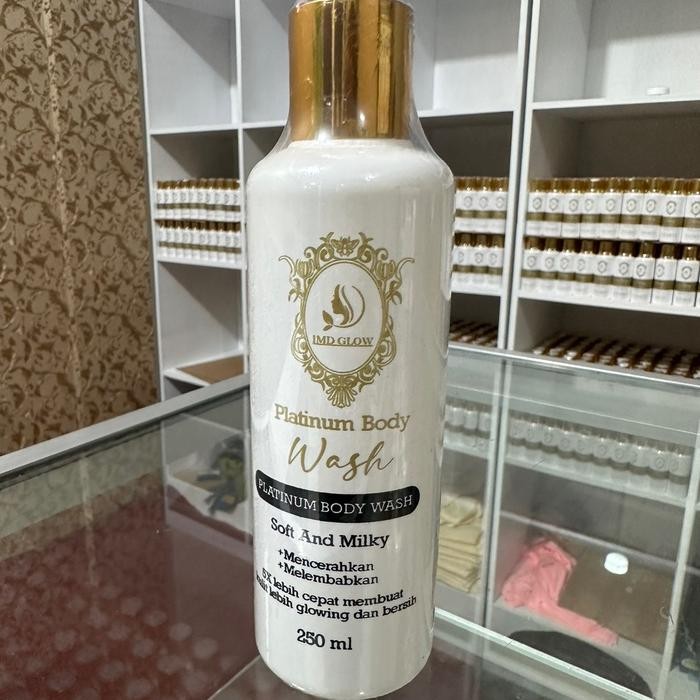 IMD GLOW
Platinum Body
Wash
PLATINUM BODY WASH
Soft And Milky
+Mencerahkan
+Melembabkan
5X lebih cepat membuat
kulit lebih glowing dan bersih
250 ml